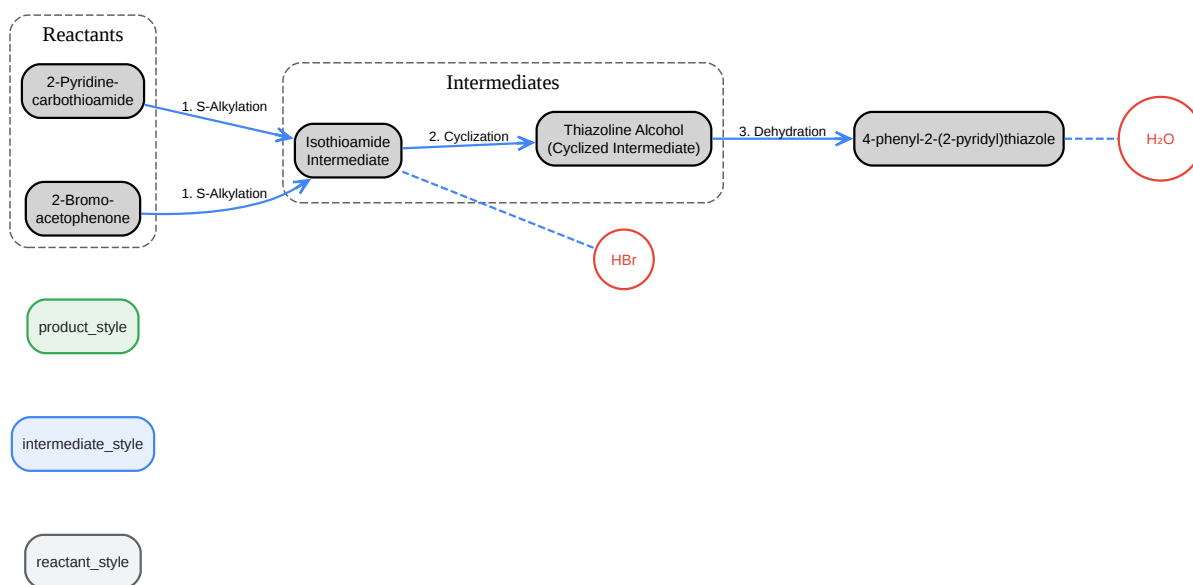 Reactants
2-Pyridine-
carbothioamide
2-Bromo-
acetophenone
1. S-Alkylation
1. S-Alkylation
Intermediates
Isothioamide
Intermediate
2. Cyclization
Thiazoline Alcohol
(Cyclized Intermediate)
3. Dehydration
4-phenyl-2-(2-pyridyl)thiazole
H₂O
HBr
product_style
intermediate_style
reactant_style